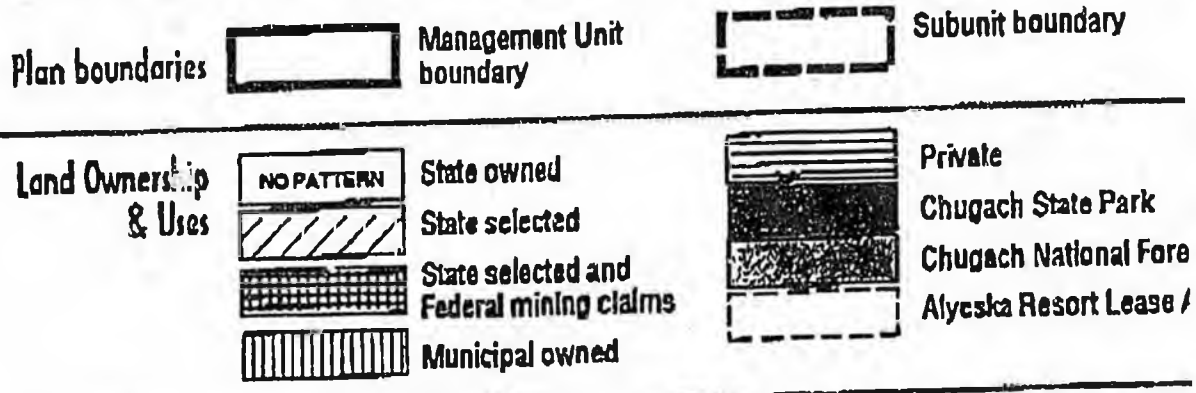 Plan boundaries
Management Unit
boundary
Subunit boundary
Land Ownership
& Uses
NO PATTERN
State owned
State selected
State selected and
Federal mining claims
Municipal owned
Private
Chugach State Park
Chugach National Fore
Alyeska Resort Lease